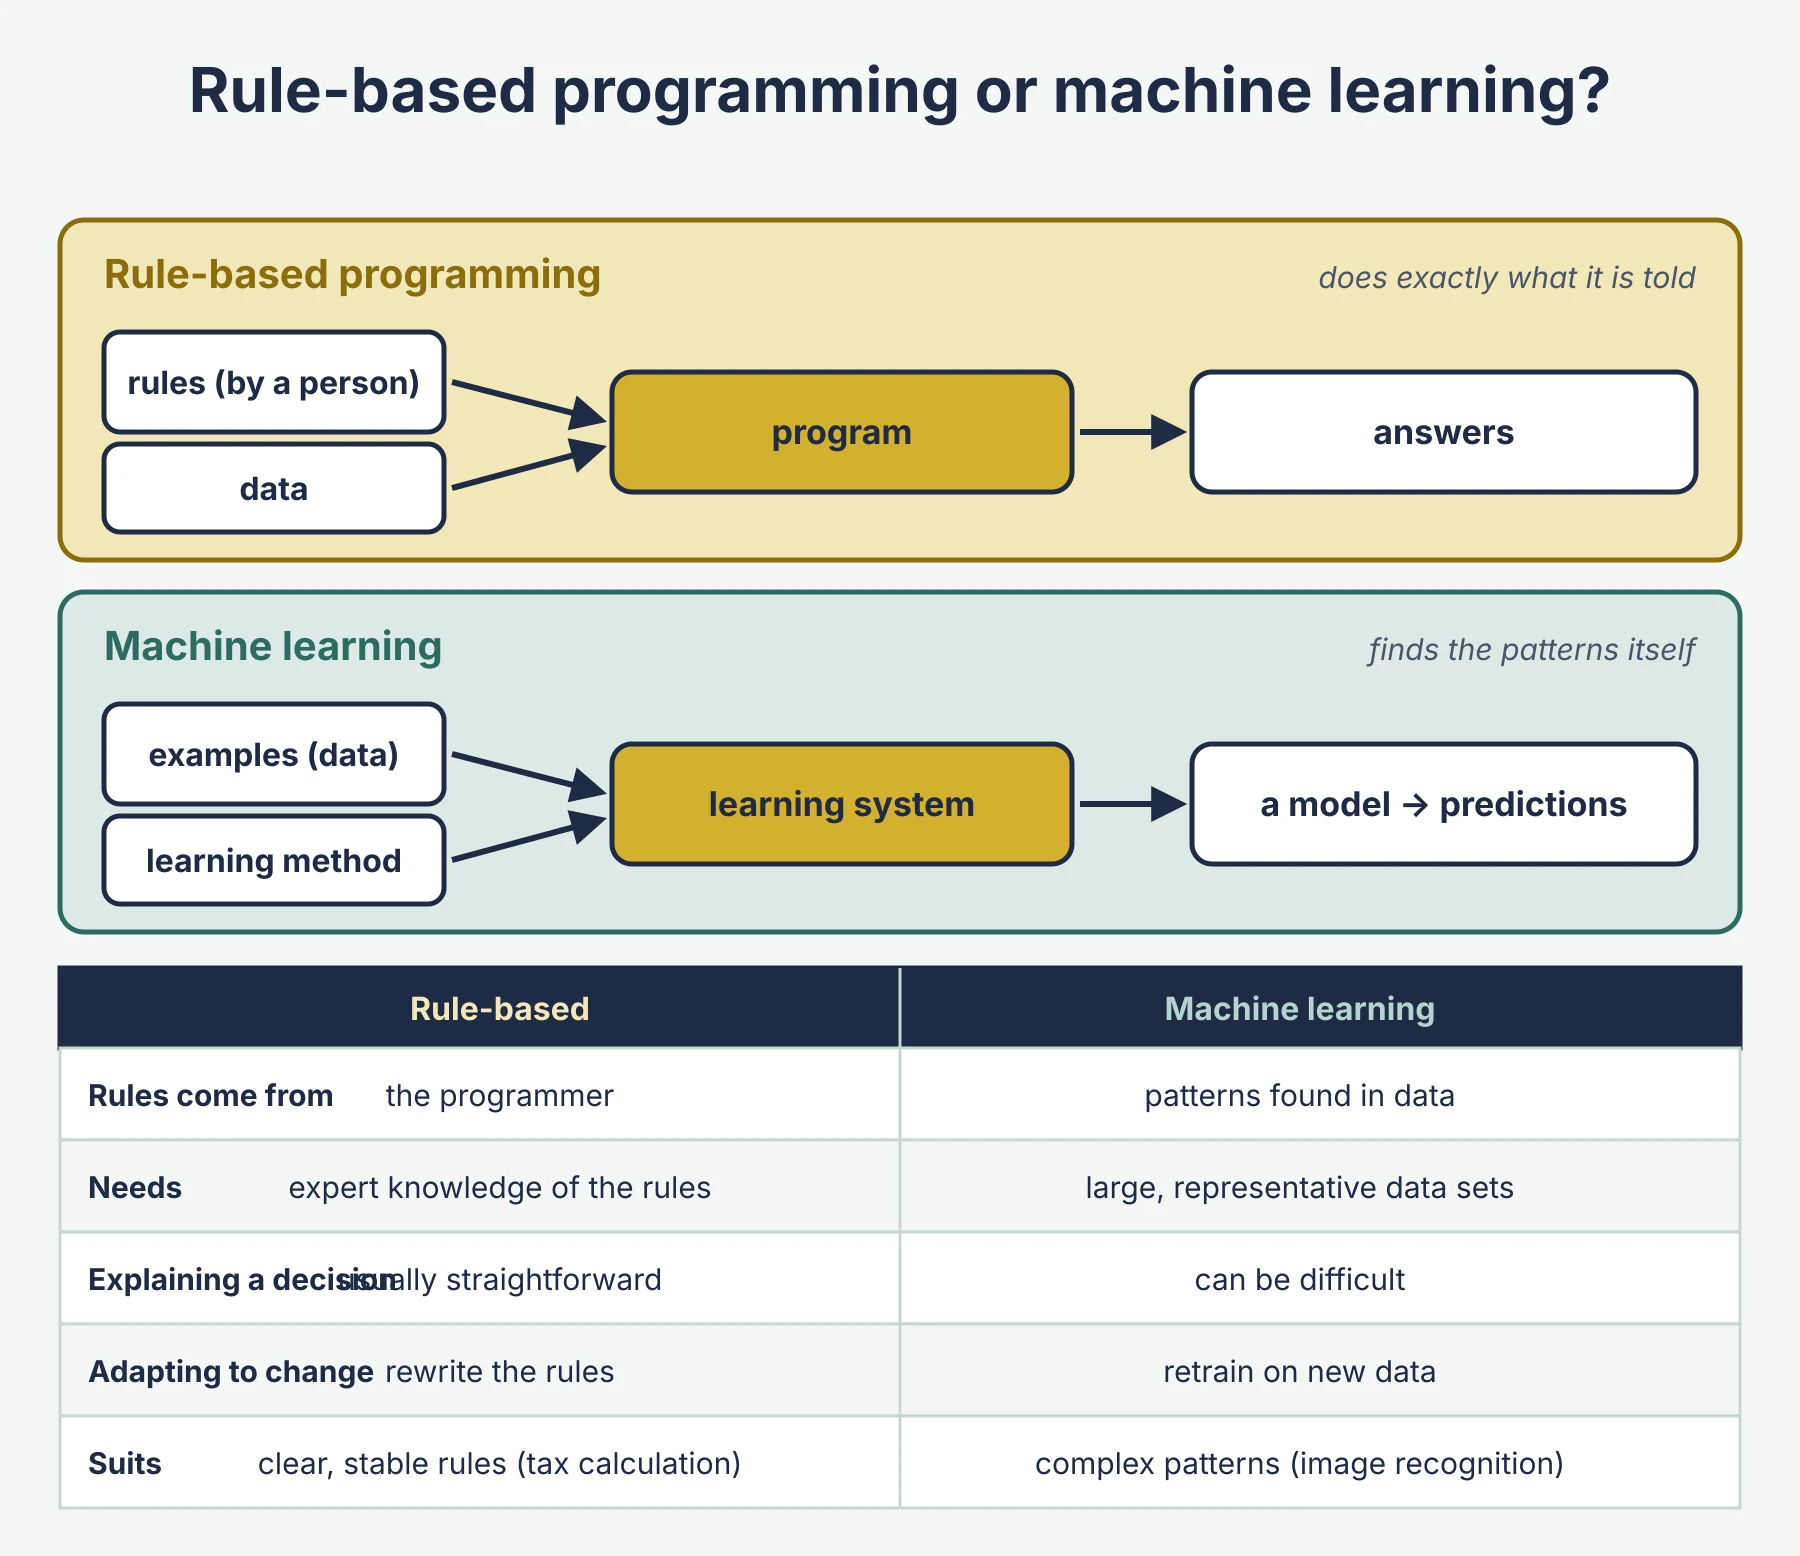 Rule-based programming or machine learning?
Rule-based programming
does exactly what it is told
rules (by a person)
data
program
answers
Machine learning
finds the patterns itself
examples (data)
learning method
learning system
a model → predictions
Rule-based Machine learning
Rules come from the programmer patterns found in data
Needs expert knowledge of the rules large, representative data sets
Explaining a decision usually straightforward can be difficult
Adapting to change rewrite the rules retrain on new data
Suits clear, stable rules (tax calculation) complex patterns (image recognition)